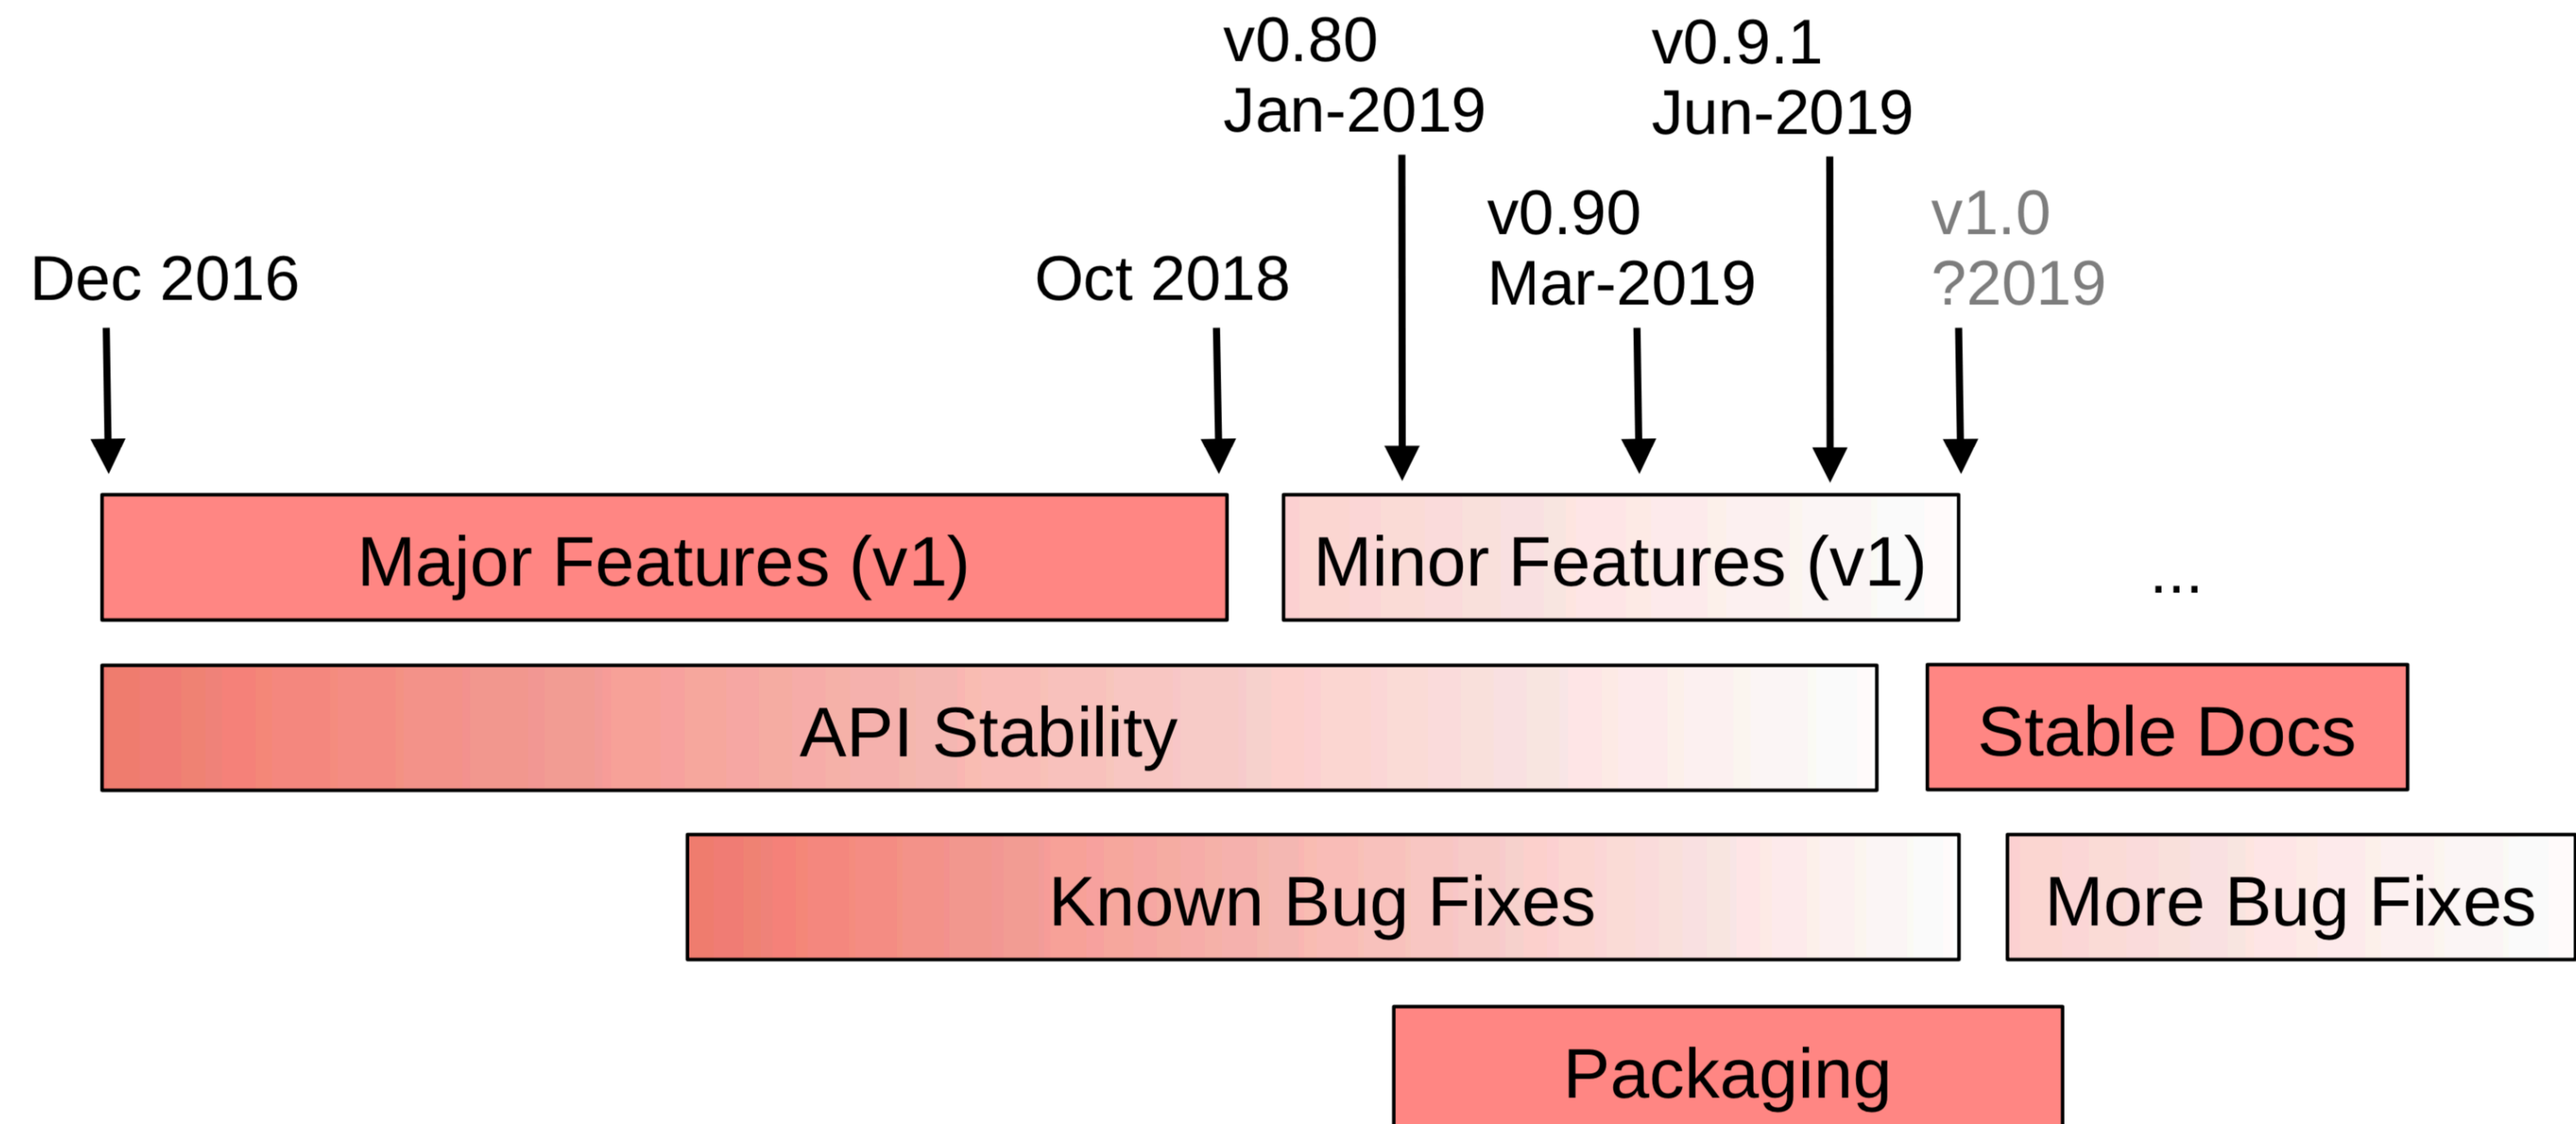 v0.80
Jan-2019
v0.9.1
Jun-2019
v0.90
Mar-2019
v1.0
?2019
Dec 2016
Oct 2018
Major Features (v1)
Minor Features (v1)
...
API Stability
Stable Docs
Known Bug Fixes
More Bug Fixes
Packaging